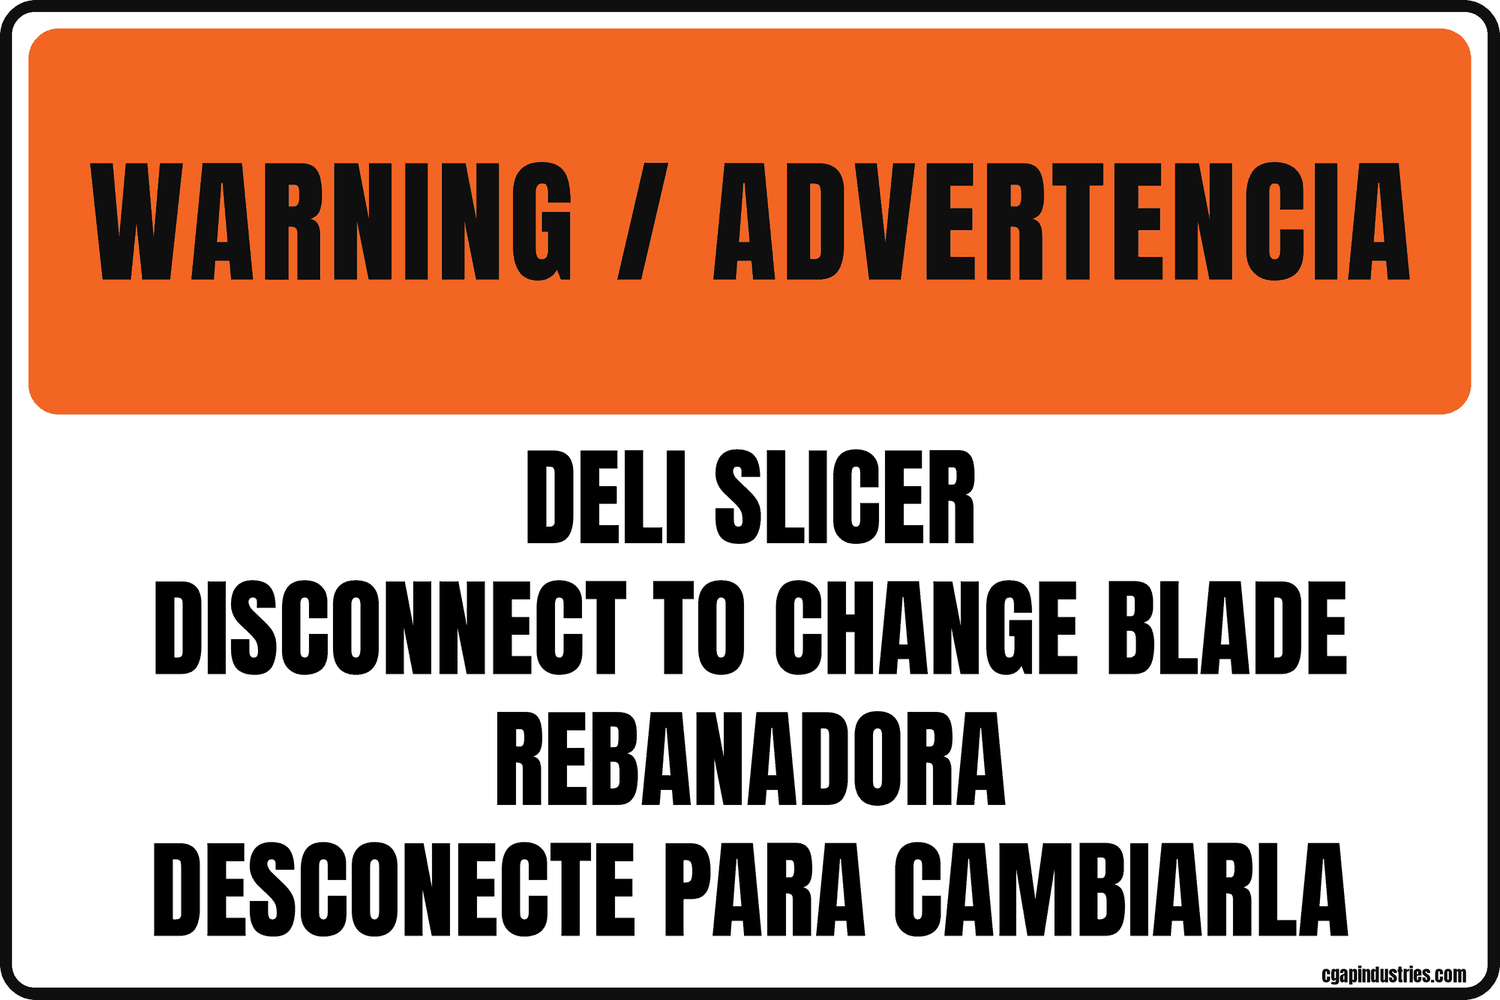 WARNING / ADVERTENCIA
DELI SLICER
DISCONNECT TO CHANGE BLADE
REBANADORA
DESCONECTE PARA CAMBIARLA
cgapindustries.com